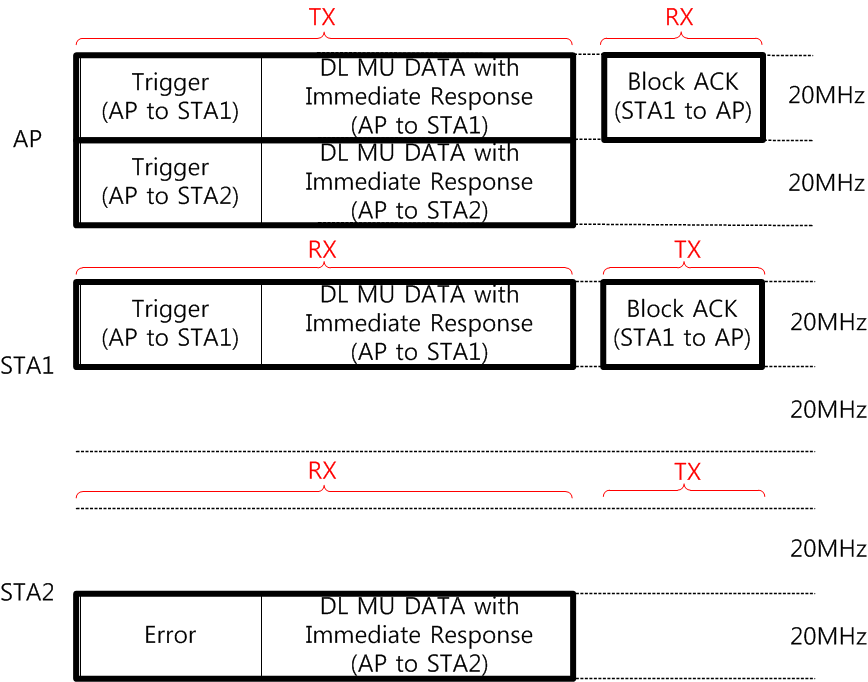 TX
RX
Trigger
(AP to STA1)
DL MU DATA with
Immediate Response
(AP to STA1)
Block ACK
(STA1 to AP)
20MHz
AP
Trigger
(AP to STA2)
DL MU DATA with
Immediate Response
(AP to STA2)
20MHz
RX
TX
Trigger
(AP to STA1)
DL MU DATA with
Immediate Response
(AP to STA1)
Block ACK
(STA1 to AP)
20MHz
STA1
20MHz
RX
TX
20MHz
STA2
Error
DL MU DATA with
Immediate Response
(AP to STA2)
20MHz